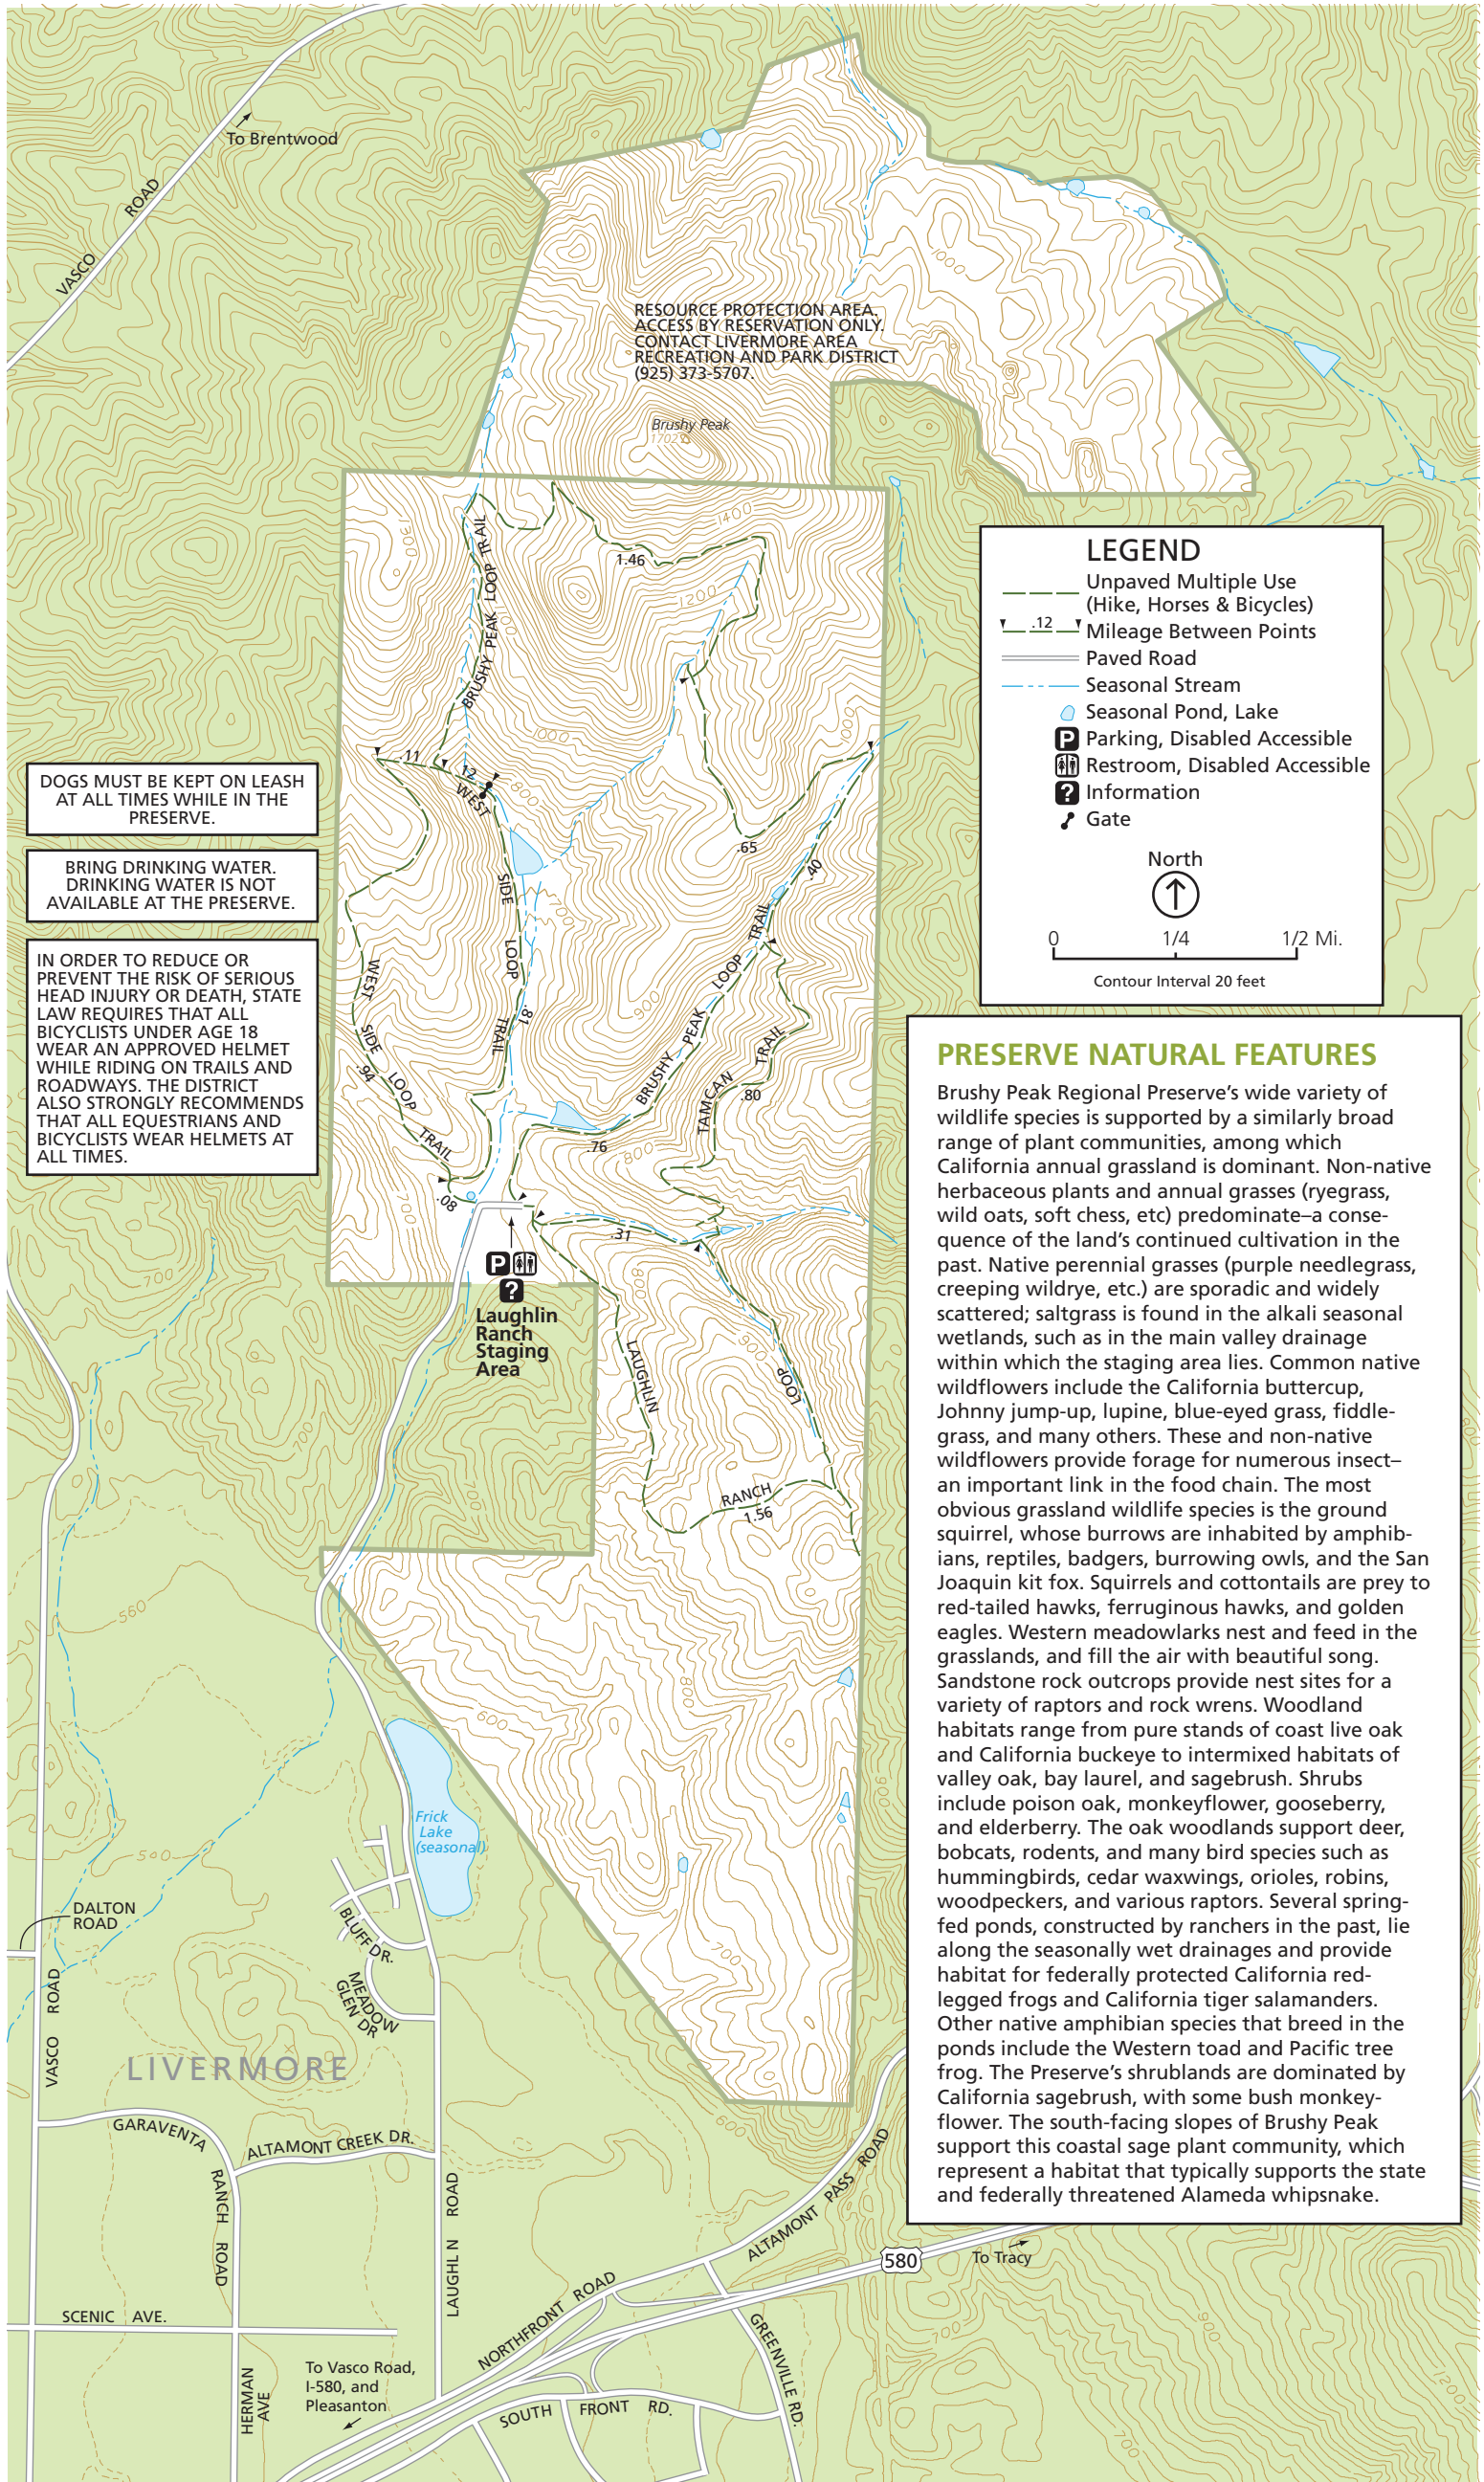 To Brentwood
VASCO ROAD
RESOURCE PROTECTION AREA.
ACCESS BY RESERVATION ONLY.
CONTACT LIVERMORE AREA
RECREATION AND PARK DISTRICT
(925) 373-5707.
Brushy Peak
1702
1000
1300
1400
1.46
1200
BRUSHY PEAK LOOP TRAIL
1000
1000
.11
.12
800
WEST SIDE LOOP TRAIL
.81
700
.65
.40
BRUSHY PEAK LOOP TRAIL
900
WEST SIDE LOOP TRAIL
.94
TAMCAN TRAIL
.80
.76
800
.08
700
.31
800
Laughlin
Ranch
Staging
Area
LAUGHLIN RANCH LOOP
900
1.56
DOGS MUST BE KEPT ON LEASH
AT ALL TIMES WHILE IN THE
PRESERVE.
BRING DRINKING WATER.
DRINKING WATER IS NOT
AVAILABLE AT THE PRESERVE.
IN ORDER TO REDUCE OR
PREVENT THE RISK OF SERIOUS
HEAD INJURY OR DEATH, STATE
LAW REQUIRES THAT ALL
BICYCLISTS UNDER AGE 18
WEAR AN APPROVED HELMET
WHILE RIDING ON TRAILS AND
ROADWAYS. THE DISTRICT
ALSO STRONGLY RECOMMENDS
THAT ALL EQUESTRIANS AND
BICYCLISTS WEAR HELMETS AT
ALL TIMES.
LEGEND
Unpaved Multiple Use
(Hike, Horses & Bicycles)
.12 Mileage Between Points
Paved Road
Seasonal Stream
Seasonal Pond, Lake
P Parking, Disabled Accessible
Restroom, Disabled Accessible
? Information
Gate
North
0 1/4 1/2 Mi.
Contour Interval 20 feet
PRESERVE NATURAL FEATURES
Brushy Peak Regional Preserve's wide variety of
wildlife species is supported by a similarly broad
range of plant communities, among which
California annual grassland is dominant. Non-native
herbaceous plants and annual grasses (ryegrass,
wild oats, soft chess, etc) predominate–a conse-
quence of the land's continued cultivation in the
past. Native perennial grasses (purple needlegrass,
creeping wildrye, etc.) are sporadic and widely
scattered; saltgrass is found in the alkali seasonal
wetlands, such as in the main valley drainage
within which the staging area lies. Common native
wildflowers include the California buttercup,
Johnny jump-up, lupine, blue-eyed grass, fiddle-
grass, and many others. These and non-native
wildflowers provide forage for numerous insect–
an important link in the food chain. The most
obvious grassland wildlife species is the ground
squirrel, whose burrows are inhabited by amphib-
ians, reptiles, badgers, burrowing owls, and the San
Joaquin kit fox. Squirrels and cottontails are prey to
red-tailed hawks, ferruginous hawks, and golden
eagles. Western meadowlarks nest and feed in the
grasslands, and fill the air with beautiful song.
Sandstone rock outcrops provide nest sites for a
variety of raptors and rock wrens. Woodland
habitats range from pure stands of coast live oak
and California buckeye to intermixed habitats of
valley oak, bay laurel, and sagebrush. Shrubs
include poison oak, monkeyflower, gooseberry,
and elderberry. The oak woodlands support deer,
bobcats, rodents, and many bird species such as
hummingbirds, cedar waxwings, orioles, robins,
woodpeckers, and various raptors. Several spring-
fed ponds, constructed by ranchers in the past, lie
along the seasonally wet drainages and provide
habitat for federally protected California red-
legged frogs and California tiger salamanders.
Other native amphibian species that breed in the
ponds include the Western toad and Pacific tree
frog. The Preserve's shrublands are dominated by
California sagebrush, with some bush monkey-
flower. The south-facing slopes of Brushy Peak
support this coastal sage plant community, which
represent a habitat that typically supports the state
and federally threatened Alameda whipsnake.
700
700
700
560
600
800
900
540
700
600
Frick
Lake
(seasonal)
DALTON
ROAD
BLUFF DR.
MEADOW
GLEN DR
VASCO ROAD
LIVERMORE
GARAVENTA RANCH ROAD
ALTAMONT CREEK DR.
LAUGHL N ROAD
ALTAMONT PASS ROAD
580
To Tracy
NORTHFRONT ROAD
GREENVILLE RD.
SCENIC AVE.
HERMAN
AVE
To Vasco Road,
I-580, and
Pleasanton
SOUTH FRONT RD.
700
900
1200
700